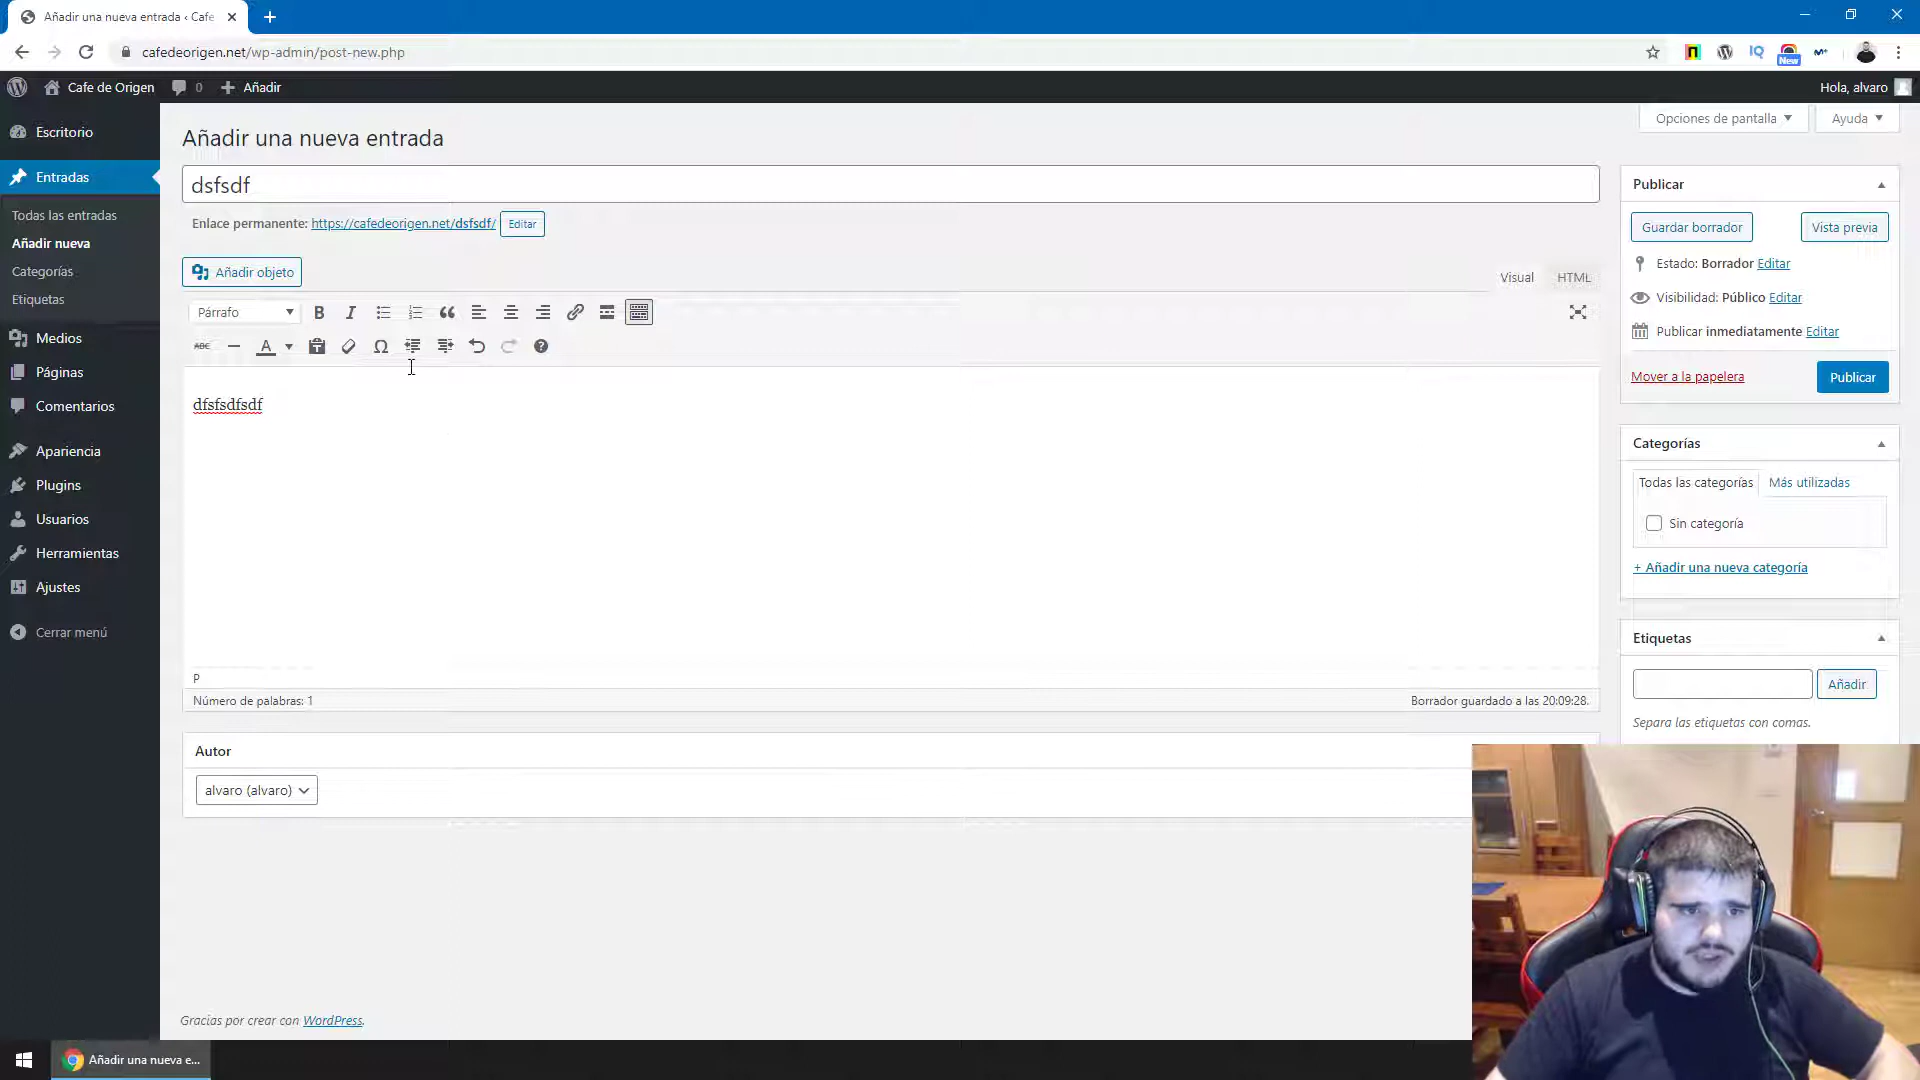 Añadir una nueva entrada ‹ Cafe
cafedeorigen.net/wp-admin/post-new.php
New
Cafe de Origen 0 Añadir
Hola, alvaro
Escritorio
Entradas
Todas las entradas
Añadir nueva
Categorías
Etiquetas
Medios
Páginas
Comentarios
Apariencia
Plugins
Usuarios
Herramientas
Ajustes
Cerrar menú
Opciones de pantalla
Ayuda
Añadir una nueva entrada
dsfsdf
Enlace permanente: https://cafedeorigen.net/dsfsdf/ Editar
Añadir objeto
Visual HTML
Párrafo B I
ABC A Ω
dfsfsdfsdf
P
Número de palabras: 1
Borrador guardado a las 20:09:28.
Autor
alvaro (alvaro)
Publicar
Guardar borrador Vista previa
Estado: Borrador Editar
Visibilidad: Público Editar
Publicar inmediatamente Editar
Mover a la papelera Publicar
Categorías
Todas las categorías Más utilizadas
Sin categoría
+ Añadir una nueva categoría
Etiquetas
Añadir
Separa las etiquetas con comas.
Gracias por crear con WordPress.
Añadir una nueva e...